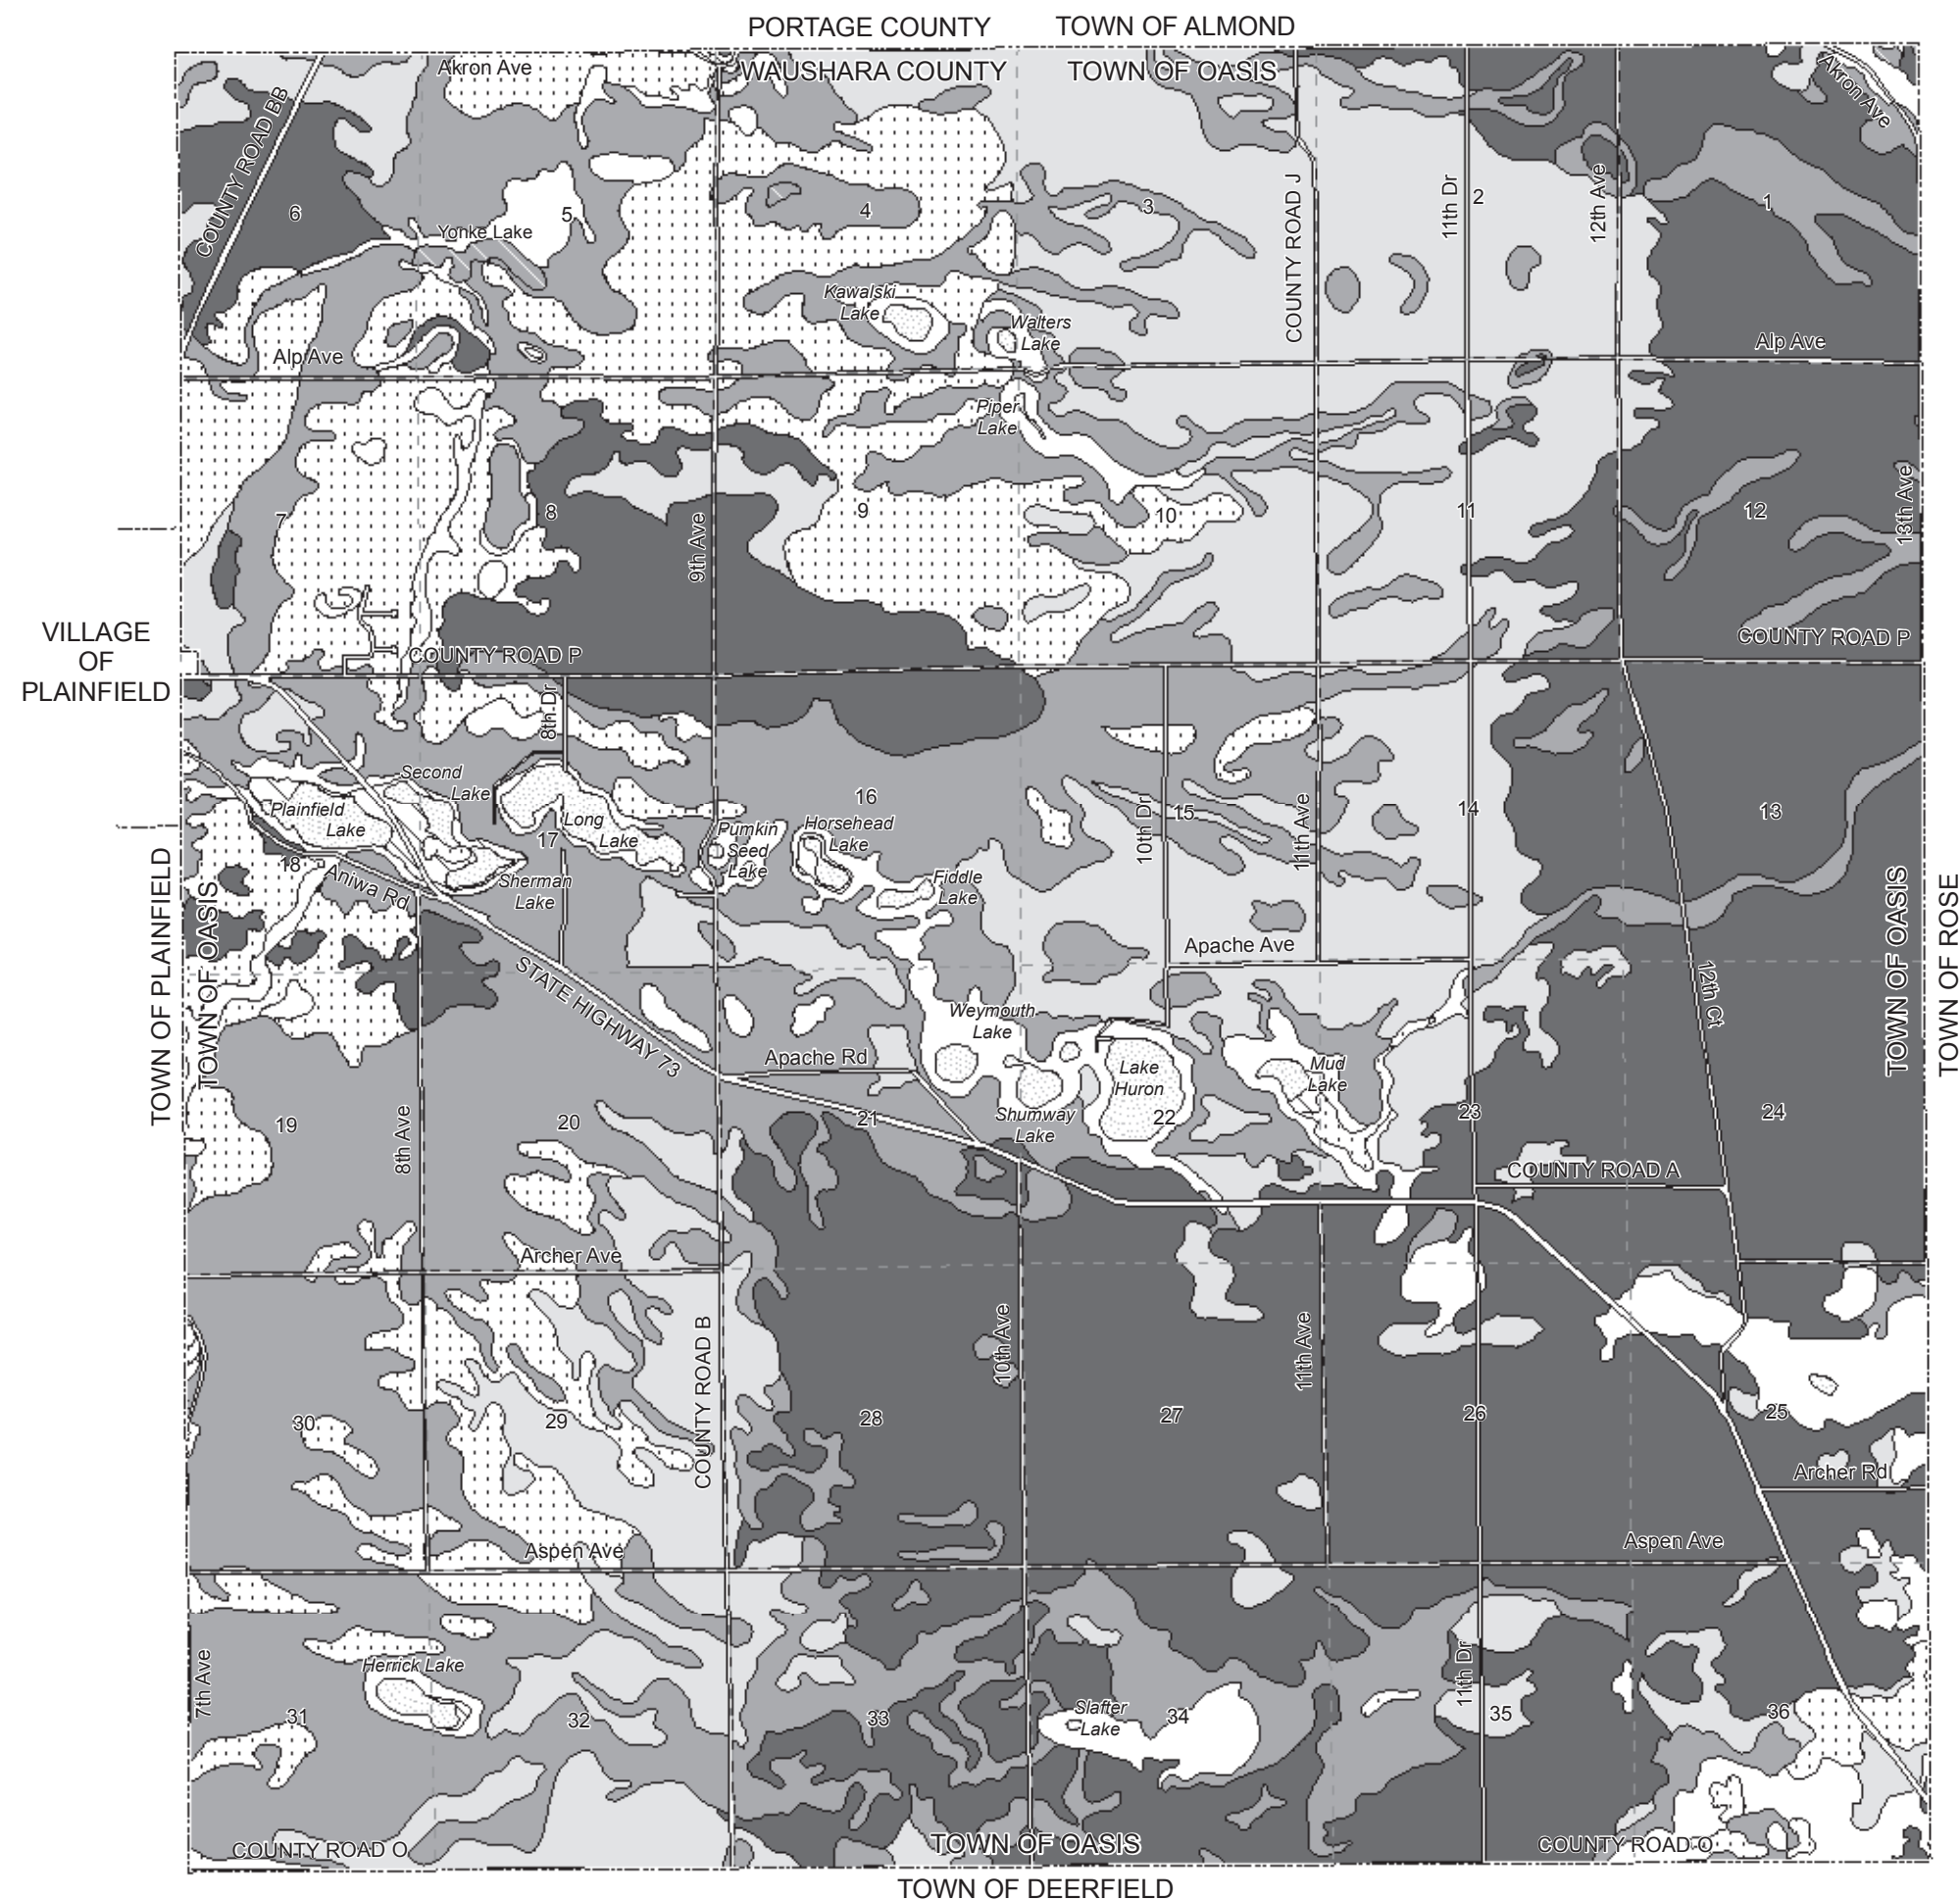 PORTAGE COUNTY
TOWN OF ALMOND
WAUSHARA COUNTY
TOWN OF OASIS
Akron Ave
Akron Ave
COUNTY ROAD BB
6
5
4
3
2
1
Yonke Lake
COUNTY ROAD J
11th Dr
12th Ave
Kawalski
Lake
Walters
Lake
Alp Ave
Alp Ave
Piper
Lake
7
8
9
10
11
12
9th Ave
13th Ave
VILLAGE
OF
PLAINFIELD
COUNTY ROAD P
COUNTY ROAD P
8th Dr
Second
Lake
Plainfield
Lake
Long
Lake
17
16
Pumkin
Seed
Lake
Horsehead
Lake
10th Dr
15
11th Ave
14
13
18
Aniwa Rd
Sherman
Lake
Fiddle
Lake
TOWN OF PLAINFIELD
TOWN OF OASIS
TOWN OF OASIS
TOWN OF ROSE
Apache Ave
STATE HIGHWAY 73
12th Ct
Weymouth
Lake
Apache Rd
Lake
Huron
Mud
Lake
Shumway
Lake
19
20
21
22
23
24
8th Ave
COUNTY ROAD A
Archer Ave
COUNTY ROAD B
10th Ave
11th Ave
30
29
28
27
26
25
Archer Rd
Aspen Ave
Aspen Ave
7th Ave
Herrick Lake
11th Dr
Slaffer
Lake
31
32
33
34
35
36
COUNTY ROAD O
TOWN OF OASIS
COUNTY ROAD O
TOWN OF DEERFIELD